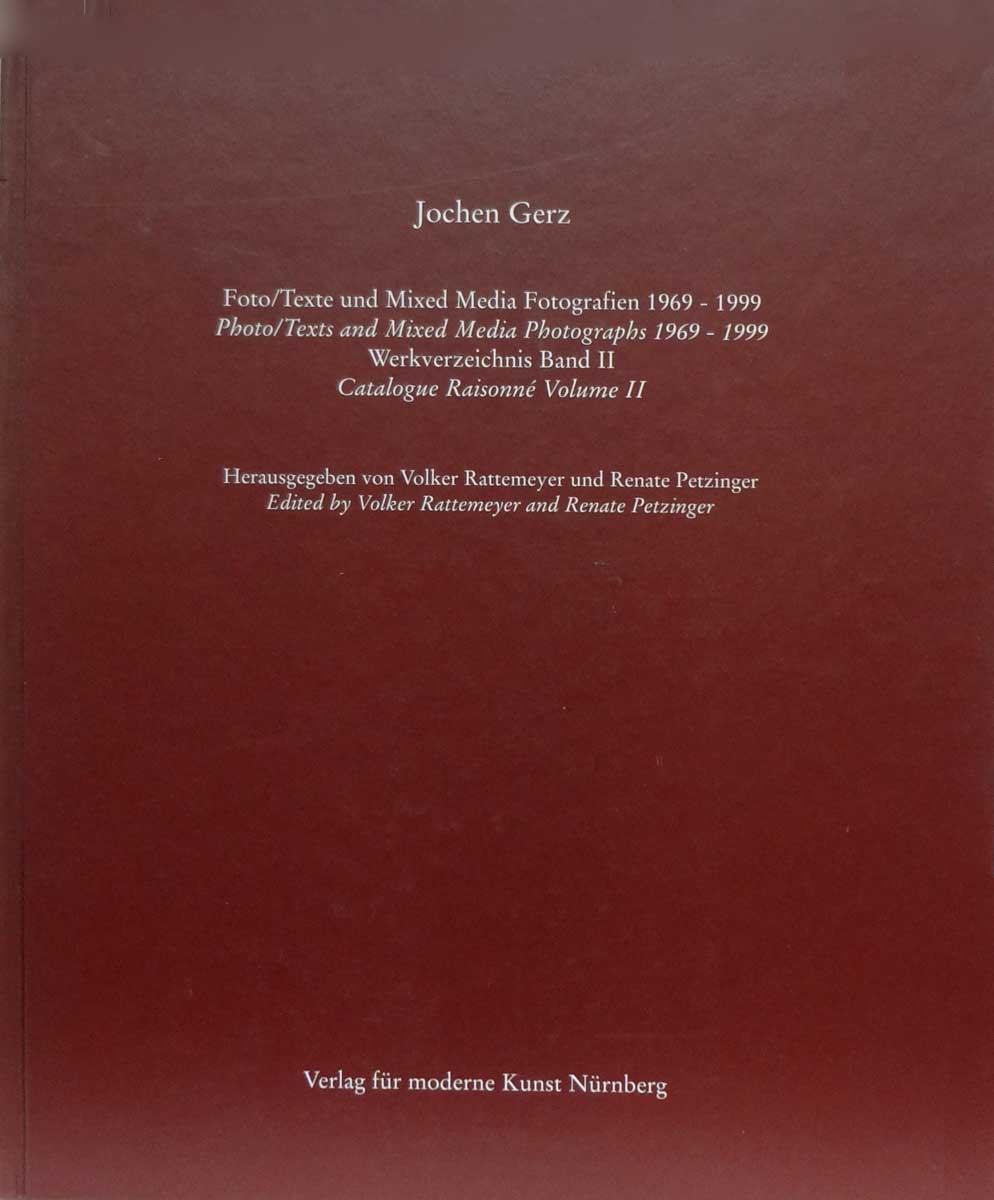 Jochen Gerz
Foto/Texte und Mixed Media Fotografien 1969 - 1999
Photo/Texts and Mixed Media Photographs 1969 - 1999
Werkverzeichnis Band II
Catalogue Raisonné Volume II
Herausgegeben von Volker Rattemeyer und Renate Petzinger
Edited by Volker Rattemeyer and Renate Petzinger
Verlag für moderne Kunst Nürnberg